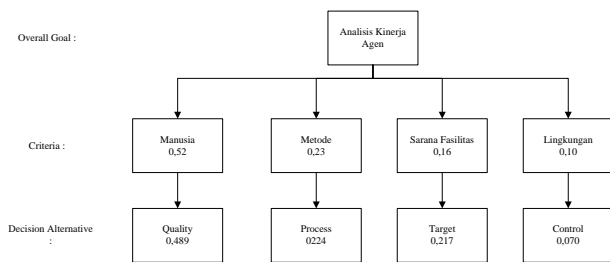 Overall Goal :
Analisis Kinerja
Agen
Criteria :
Manusia
0,52
Metode
0,23
Sarana Fasilitas
0,16
Lingkungan
0,10
Decision Alternative
:
Quality
0,489
Process
0224
Target
0,217
Control
0,070